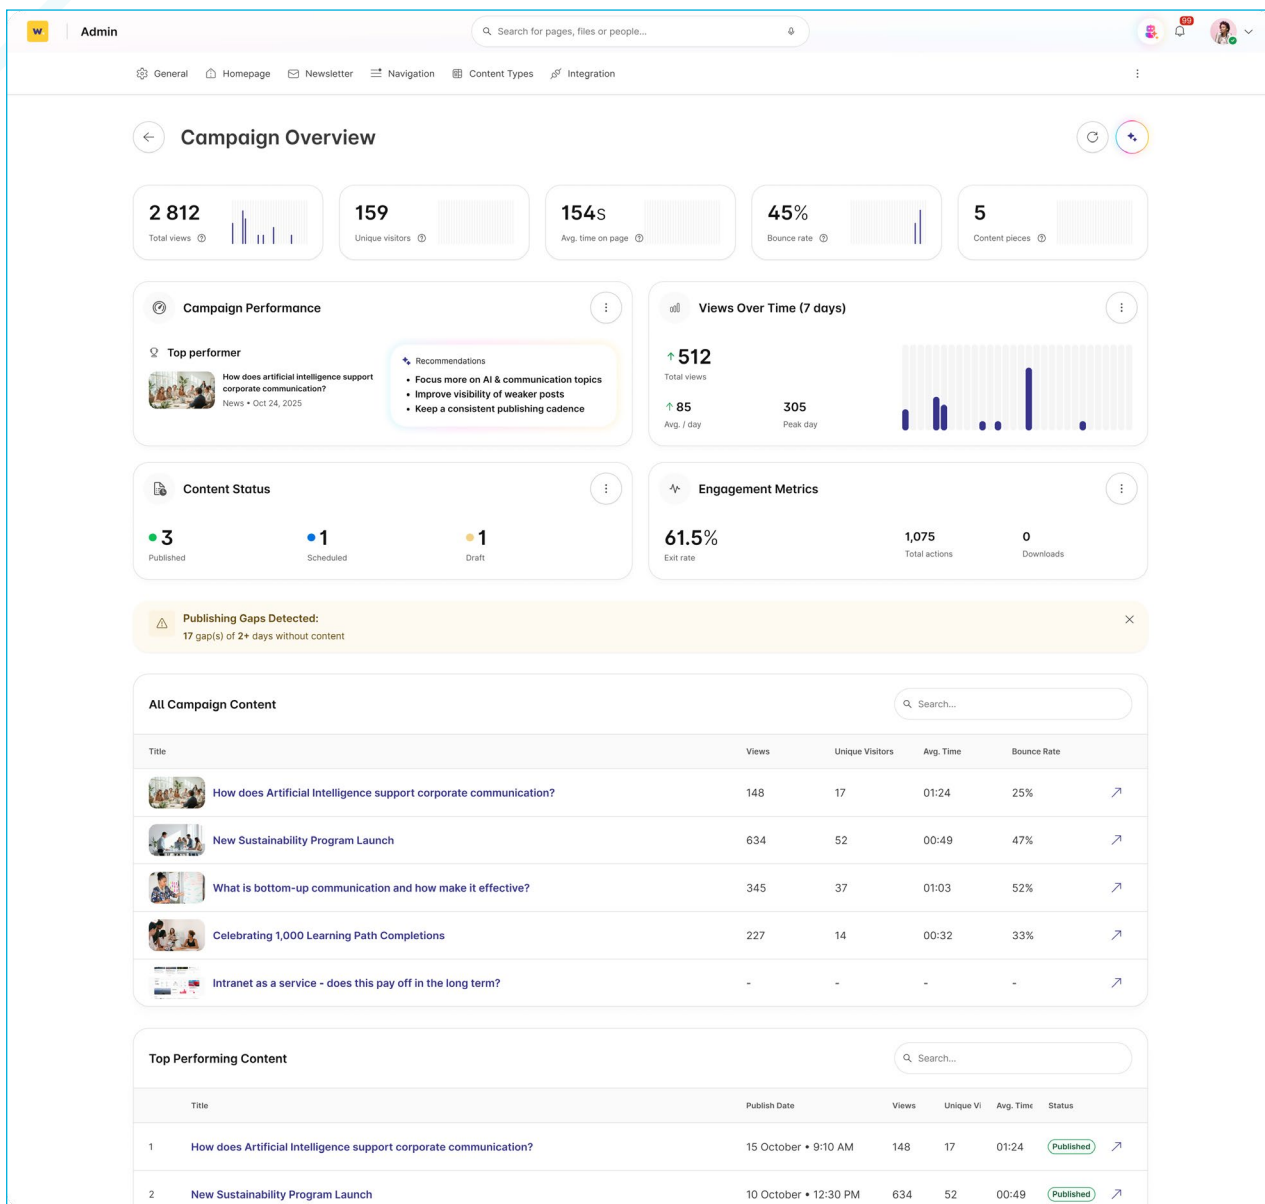 w
Admin
Search for pages, files or people...
99
General
Homepage
Newsletter
Navigation
Content Types
Integration
Campaign Overview
2 812
Total views
159
Unique visitors
154s
Avg. time on page
45%
Bounce rate
5
Content pieces
Campaign Performance
Top performer
How does artificial intelligence support
corporate communication?
News • Oct 24, 2025
Recommendations
• Focus more on AI & communication topics
• Improve visibility of weaker posts
• Keep a consistent publishing cadence
Views Over Time (7 days)
512
Total views
85
Avg. / day
305
Peak day
Content Status
3
Published
1
Scheduled
1
Draft
Engagement Metrics
61.5%
Exit rate
1,075
Total actions
0
Downloads
Publishing Gaps Detected:
17 gap(s) of 2+ days without content
All Campaign Content
Search...
Title Views Unique Visitors Avg. Time Bounce Rate
How does Artificial Intelligence support corporate communication? 148 17 01:24 25%
New Sustainability Program Launch 634 52 00:49 47%
What is bottom-up communication and how make it effective? 345 37 01:03 52%
Celebrating 1,000 Learning Path Completions 227 14 00:32 33%
Intranet as a service - does this pay off in the long term? - - - -
Top Performing Content
Search...
Title Publish Date Views Unique Vi Avg. Time Status
1 How does Artificial Intelligence support corporate communication? 15 October • 9:10 AM 148 17 01:24 Published
2 New Sustainability Program Launch 10 October • 12:30 PM 634 52 00:49 Published